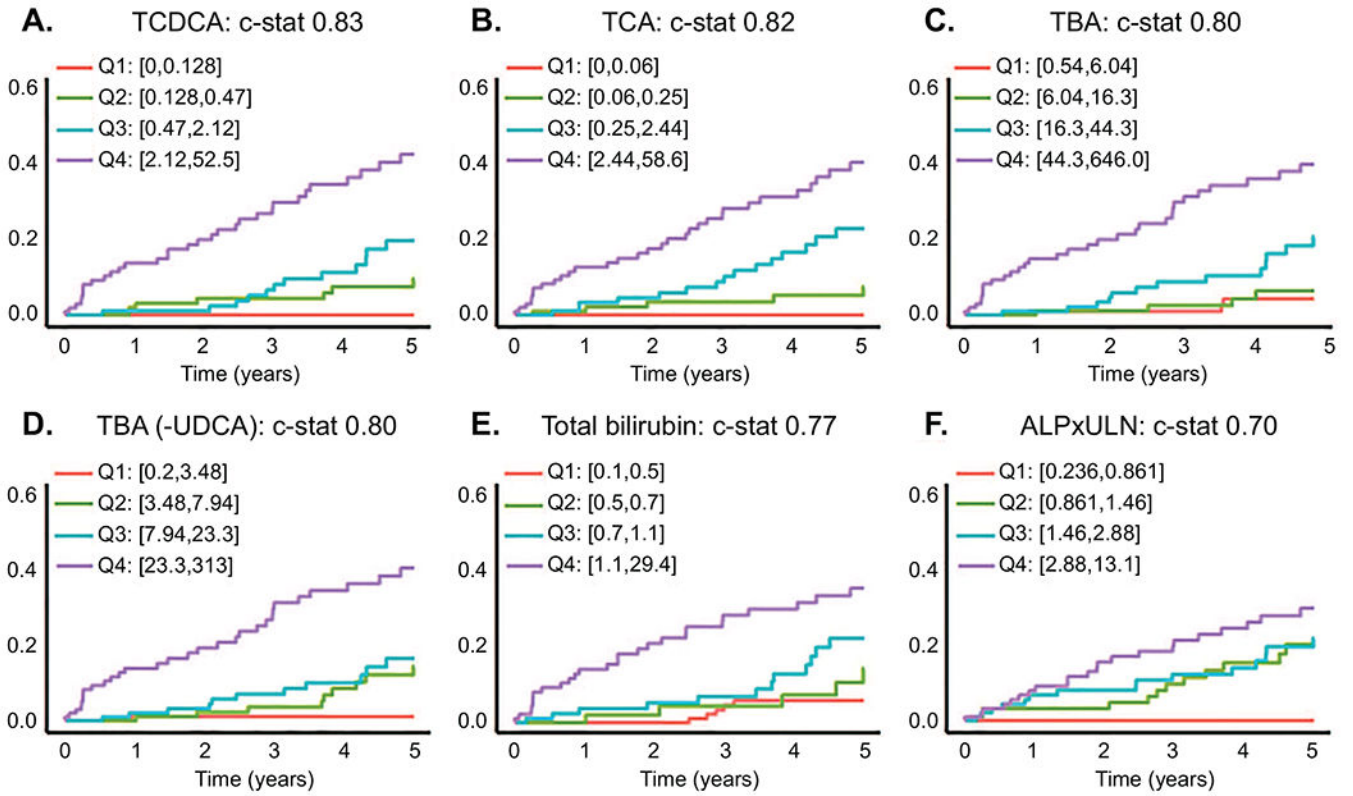 A. TCDCA: c-stat 0.83
Q1: [0,0.128]
Q2: [0.128,0.47]
Q3: [0.47,2.12]
Q4: [2.12,52.5]
0.6
0.4
0.2
0.0
0 1 2 3 4 5
Time (years)
B. TCA: c-stat 0.82
Q1: [0,0.06]
Q2: [0.06,0.25]
Q3: [0.25,2.44]
Q4: [2.44,58.6]
0.6
0.4
0.2
0.0
0 1 2 3 4 5
Time (years)
C. TBA: c-stat 0.80
Q1: [0.54,6.04]
Q2: [6.04,16.3]
Q3: [16.3,44.3]
Q4: [44.3,646.0]
0.6
0.4
0.2
0.0
0 1 2 3 4 5
Time (years)
D. TBA (-UDCA): c-stat 0.80
Q1: [0.2,3.48]
Q2: [3.48,7.94]
Q3: [7.94,23.3]
Q4: [23.3,313]
0.6
0.4
0.2
0.0
0 1 2 3 4 5
Time (years)
E. Total bilirubin: c-stat 0.77
Q1: [0.1,0.5]
Q2: [0.5,0.7]
Q3: [0.7,1.1]
Q4: [1.1,29.4]
0.6
0.4
0.2
0.0
0 1 2 3 4 5
Time (years)
F. ALPxULN: c-stat 0.70
Q1: [0.236,0.861]
Q2: [0.861,1.46]
Q3: [1.46,2.88]
Q4: [2.88,13.1]
0.6
0.4
0.2
0.0
0 1 2 3 4 5
Time (years)